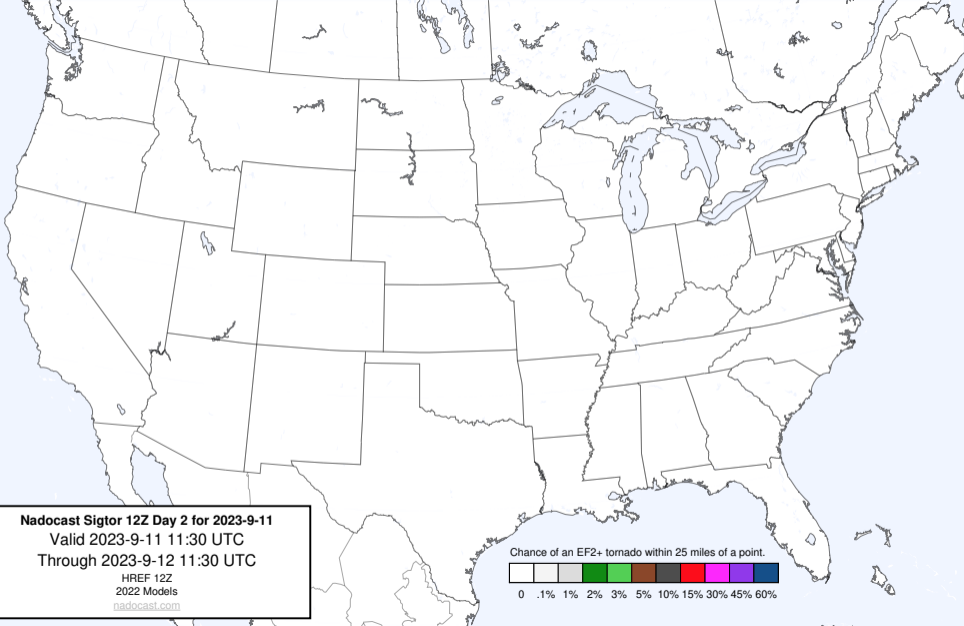 Nadocast Sigtor 12Z Day 2 for 2023-9-11
Valid 2023-9-11 11:30 UTC
Through 2023-9-12 11:30 UTC
HREF 12Z
2022 Models
nadocast.com
Chance of an EF2+ tornado within 25 miles of a point.
0 .1% 1% 2% 3% 5% 10% 15% 30% 45% 60%